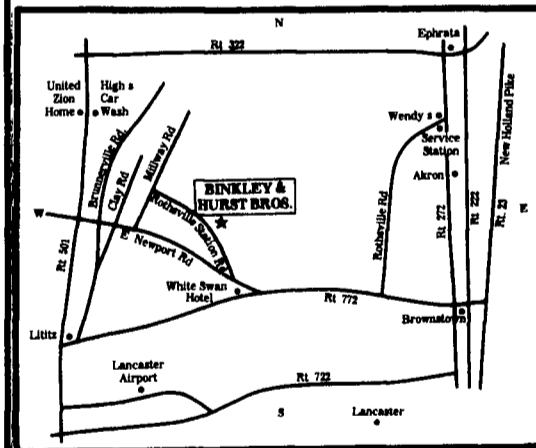 N
Ephrata
Rt 322
United
Zion
Home
High s
Car
Wash
Brunnerville Rd.
Clay Rd
Millway Rd
Wendy s
Service
Station
Akron
New Holland Pike
BINKLEY &
HURST BROS.
Rothsville Station Rd.
Rothsville Rd
Rt 272
Rt 222
Rt. 23
W
E
Newport Rd
Rt 501
White Swan
Hotel
Rt 772
Brownstown
Lititz
Lancaster
Airport
Rt 722
S
Lancaster